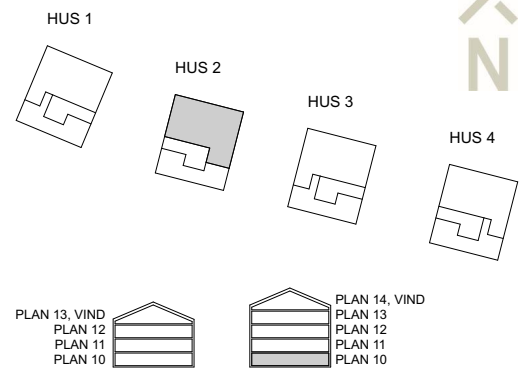 HUS 1
HUS 2
HUS 3
HUS 4
N
PLAN 13, VIND
PLAN 12
PLAN 11
PLAN 10
PLAN 14, VIND
PLAN 13
PLAN 12
PLAN 11
PLAN 10